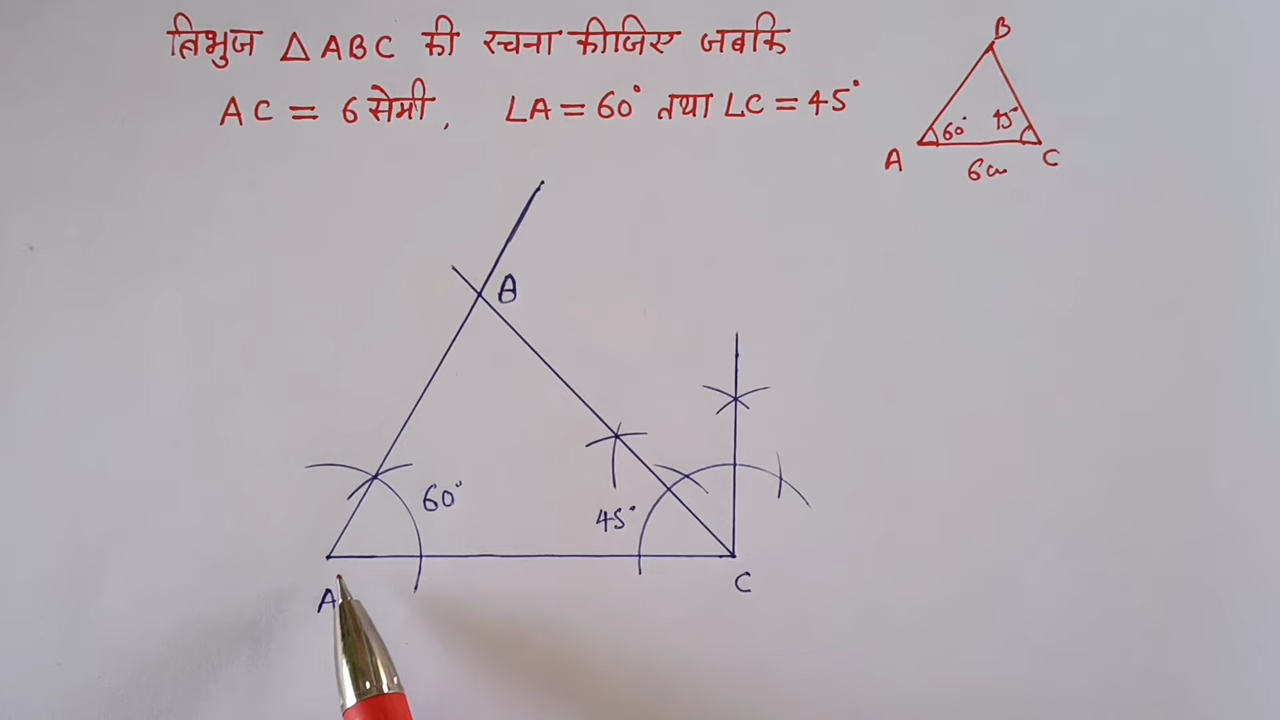 त्रिभुज △ABC की रचना कीजिए जबकि
AC = 6 सेमी, ∠A = 60° तथा ∠C = 45°
B
60° 45°
A C
6cm
B
60°
45°
A
C